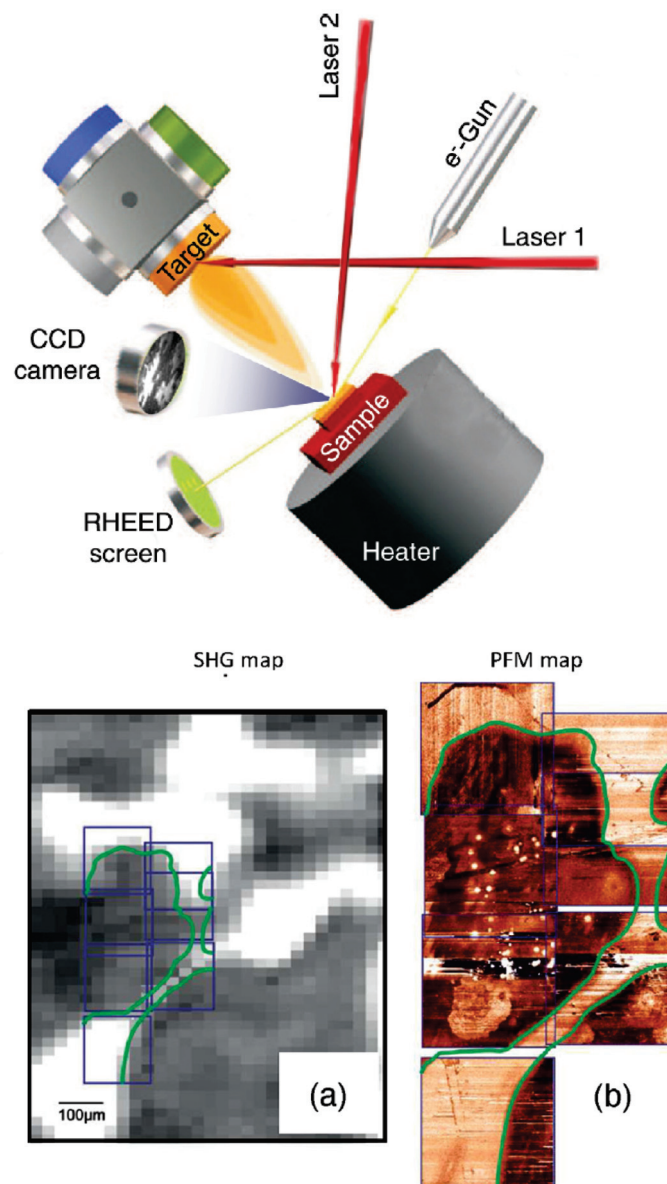 Laser 2
e⁻-Gun
Laser 1
Target
CCD
camera
Sample
RHEED
screen
Heater
SHG map
PFM map
100µm
(a)
(b)